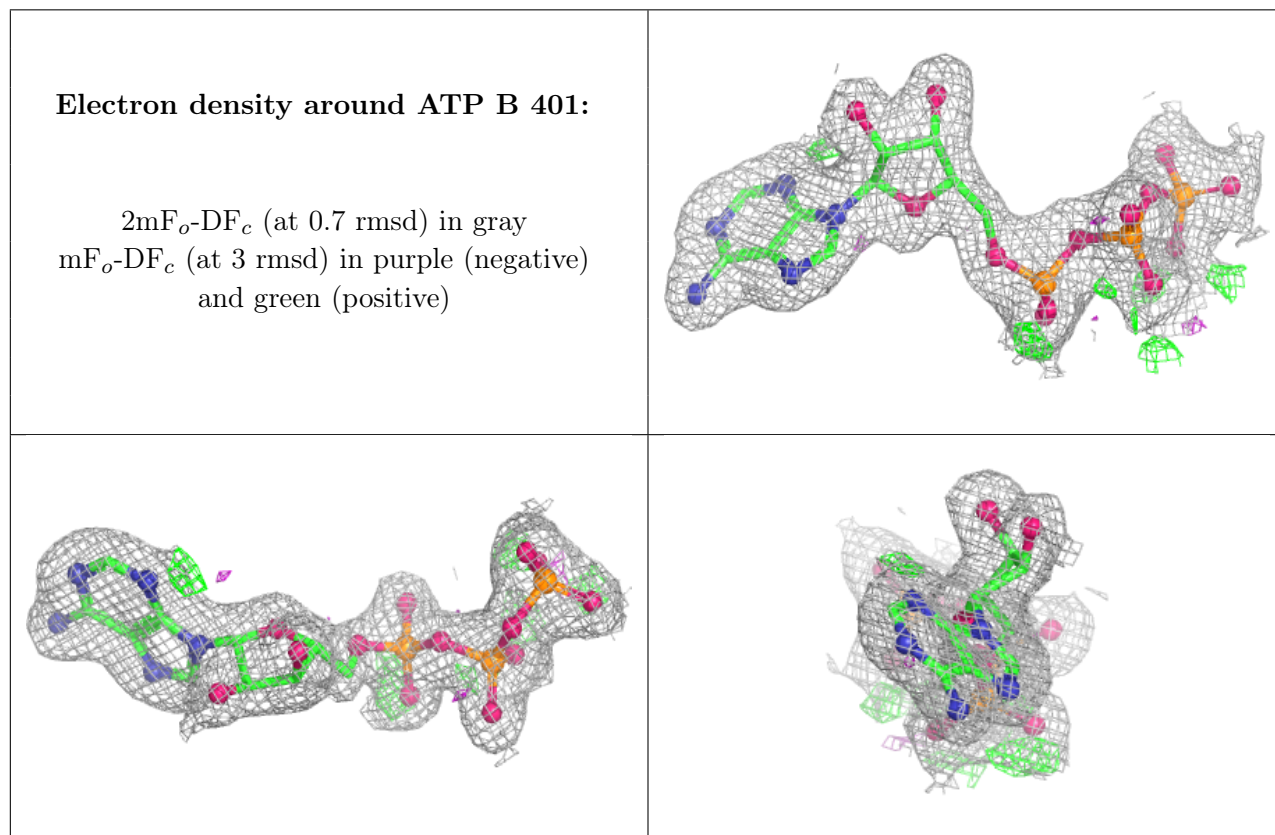 Electron density around ATP B 401:
2mFo-DFc (at 0.7 rmsd) in gray
mFo-DFc (at 3 rmsd) in purple (negative)
and green (positive)